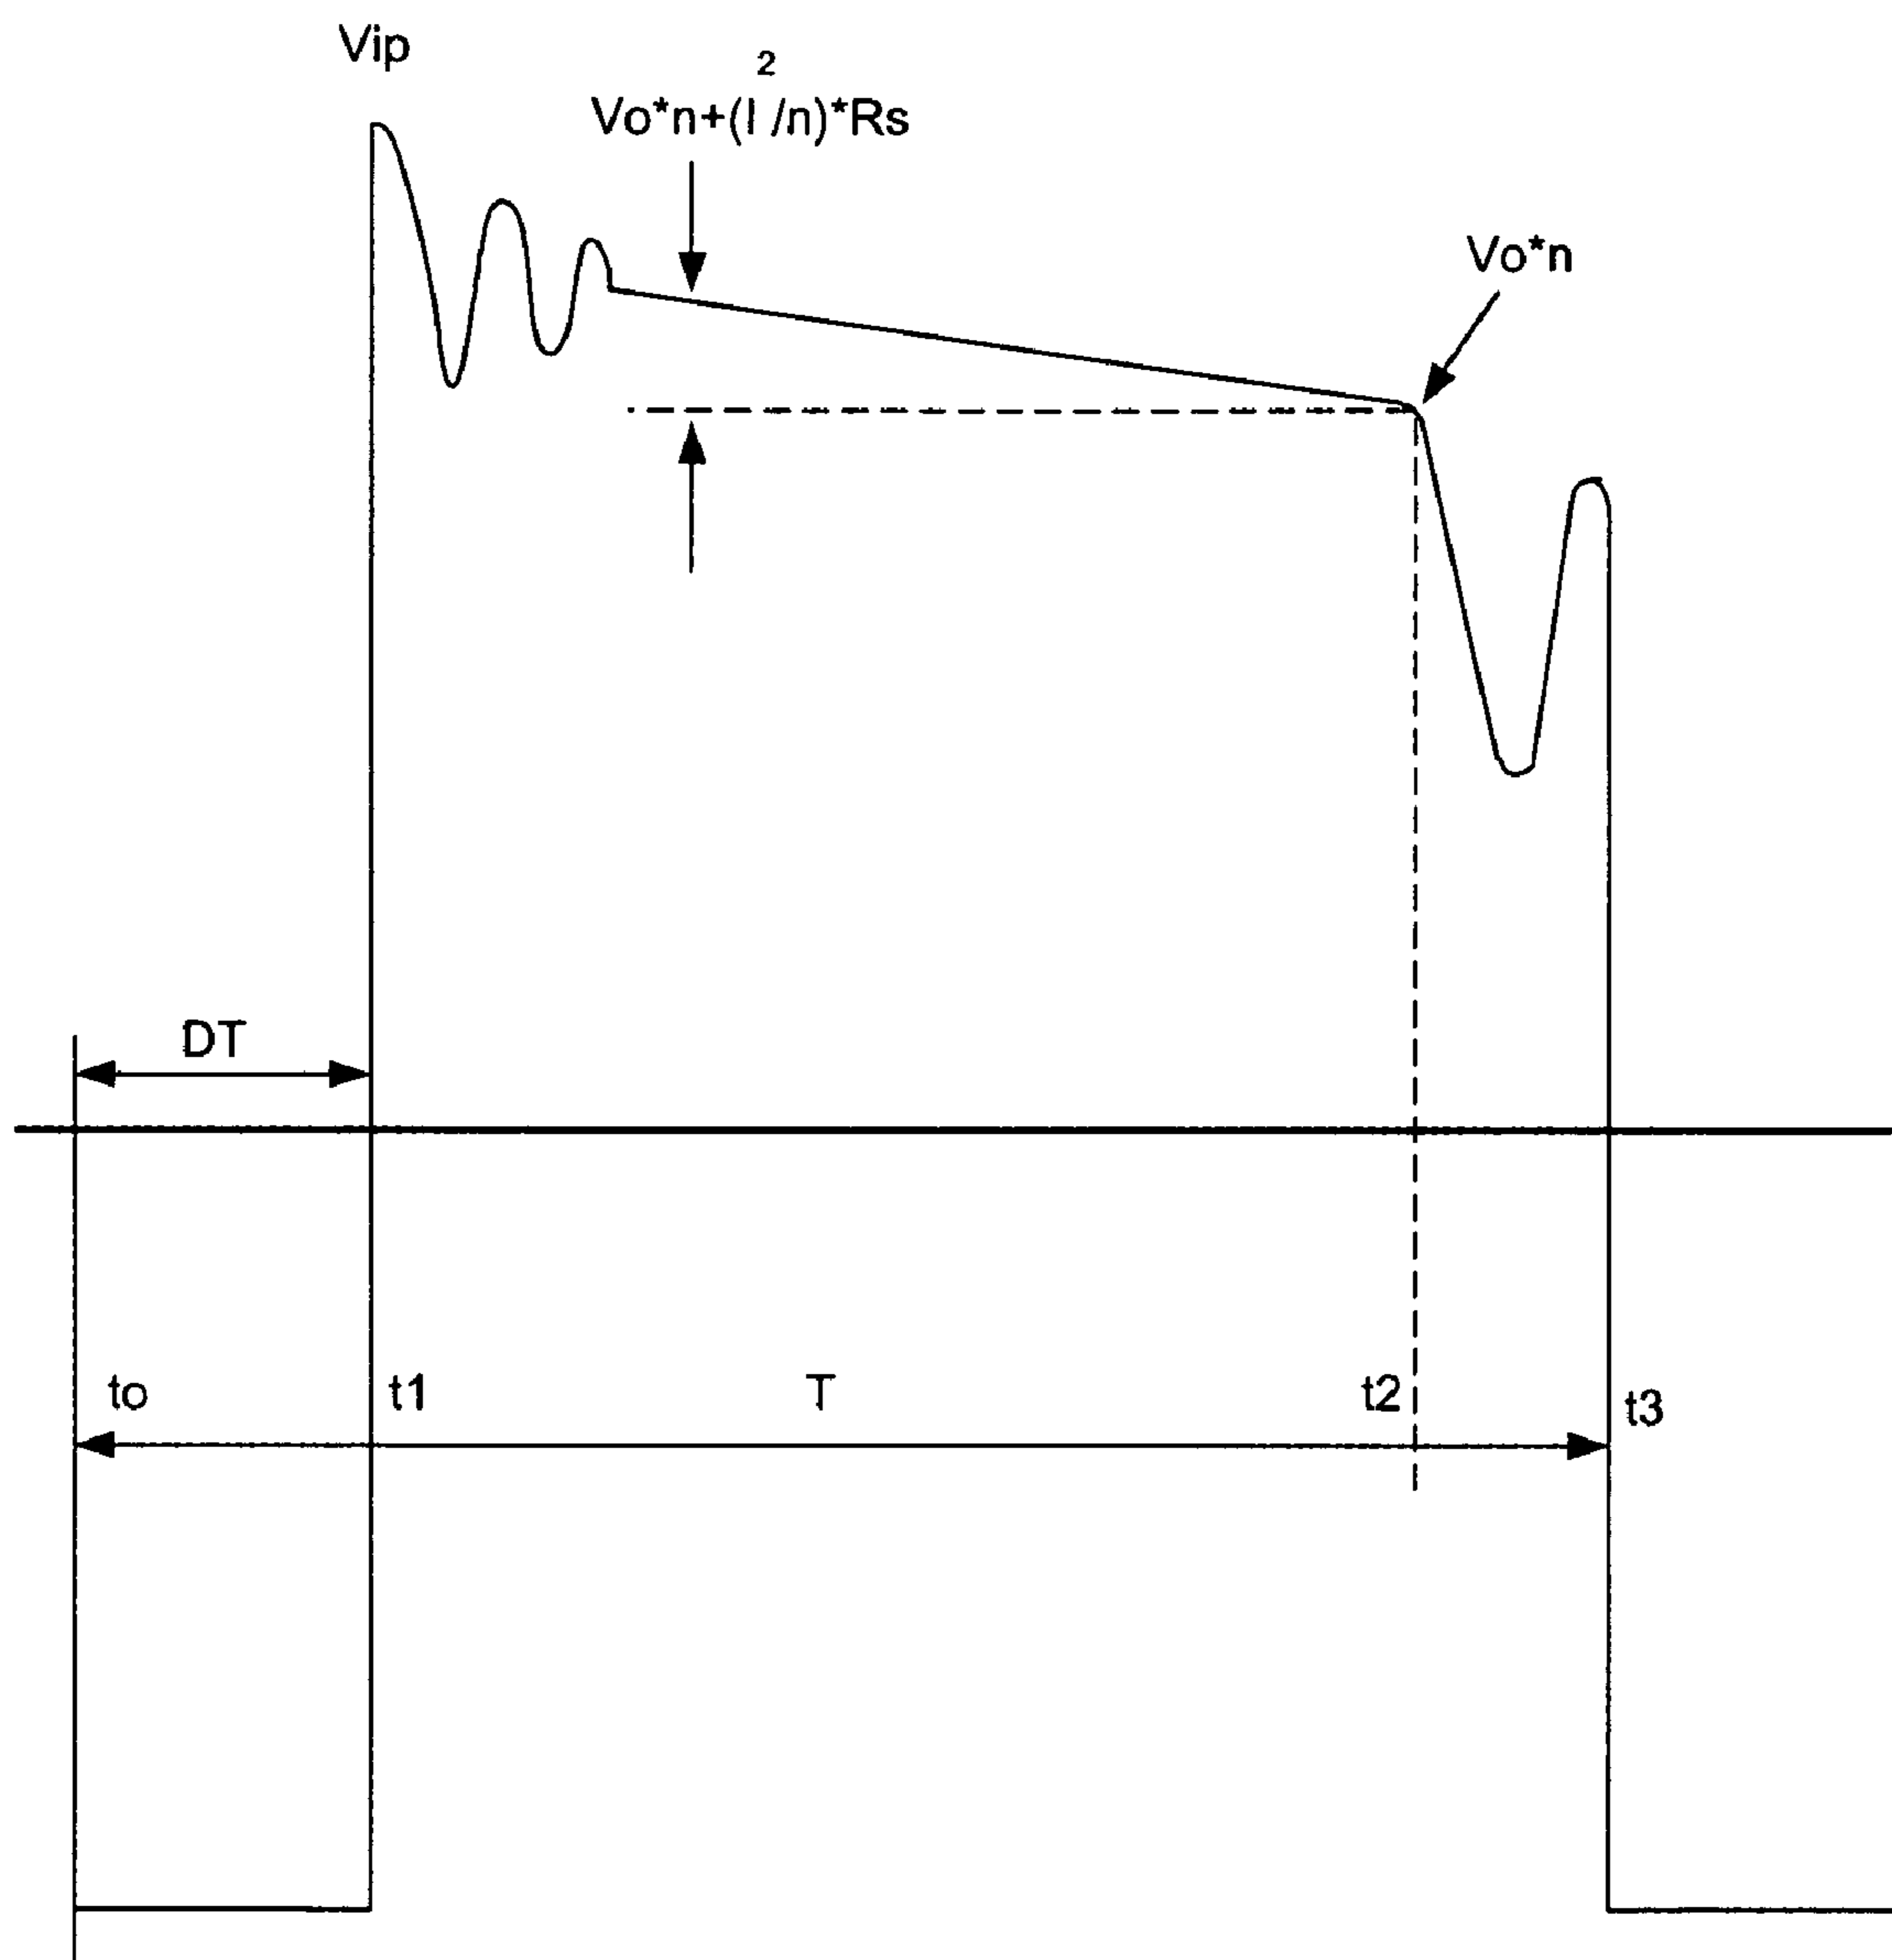 Vip
2
Vo*n+(I /n)*Rs
Vo*n
DT
to
t1
T
t2
t3